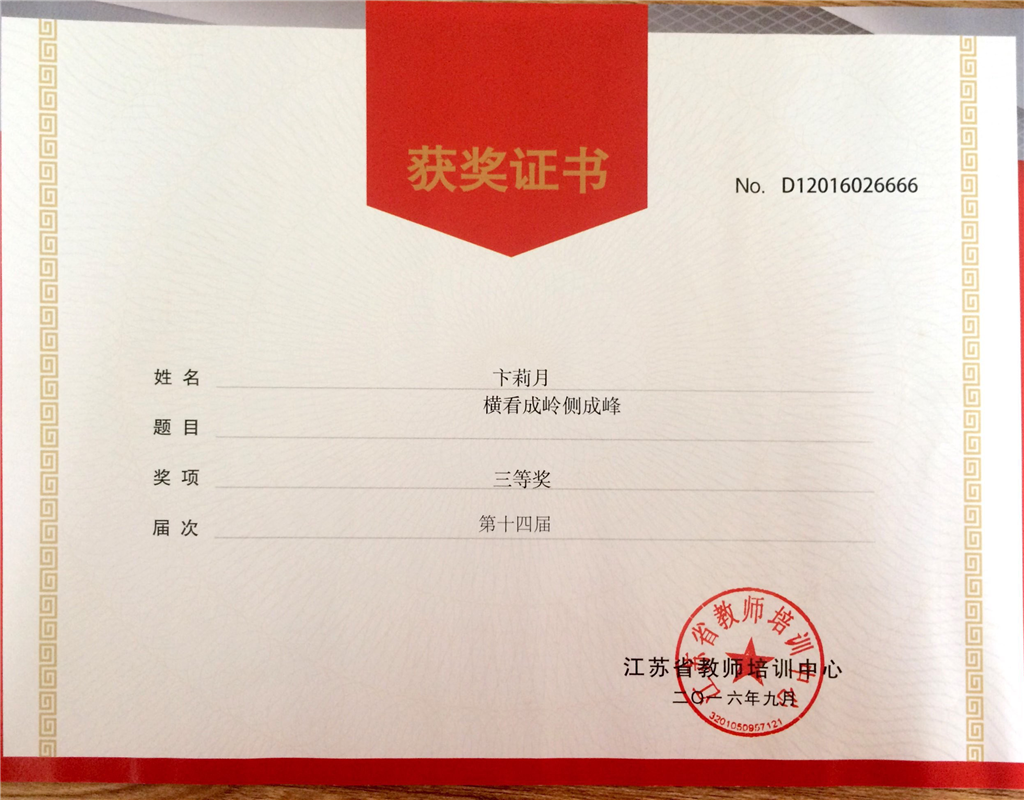 获奖证书
No. D12016026666
姓名 卞莉月
题目 横看成岭侧成峰
奖项 三等奖
届次 第十四届
江苏省教师培训中心
二〇一六年九月
江苏省教师培训中心